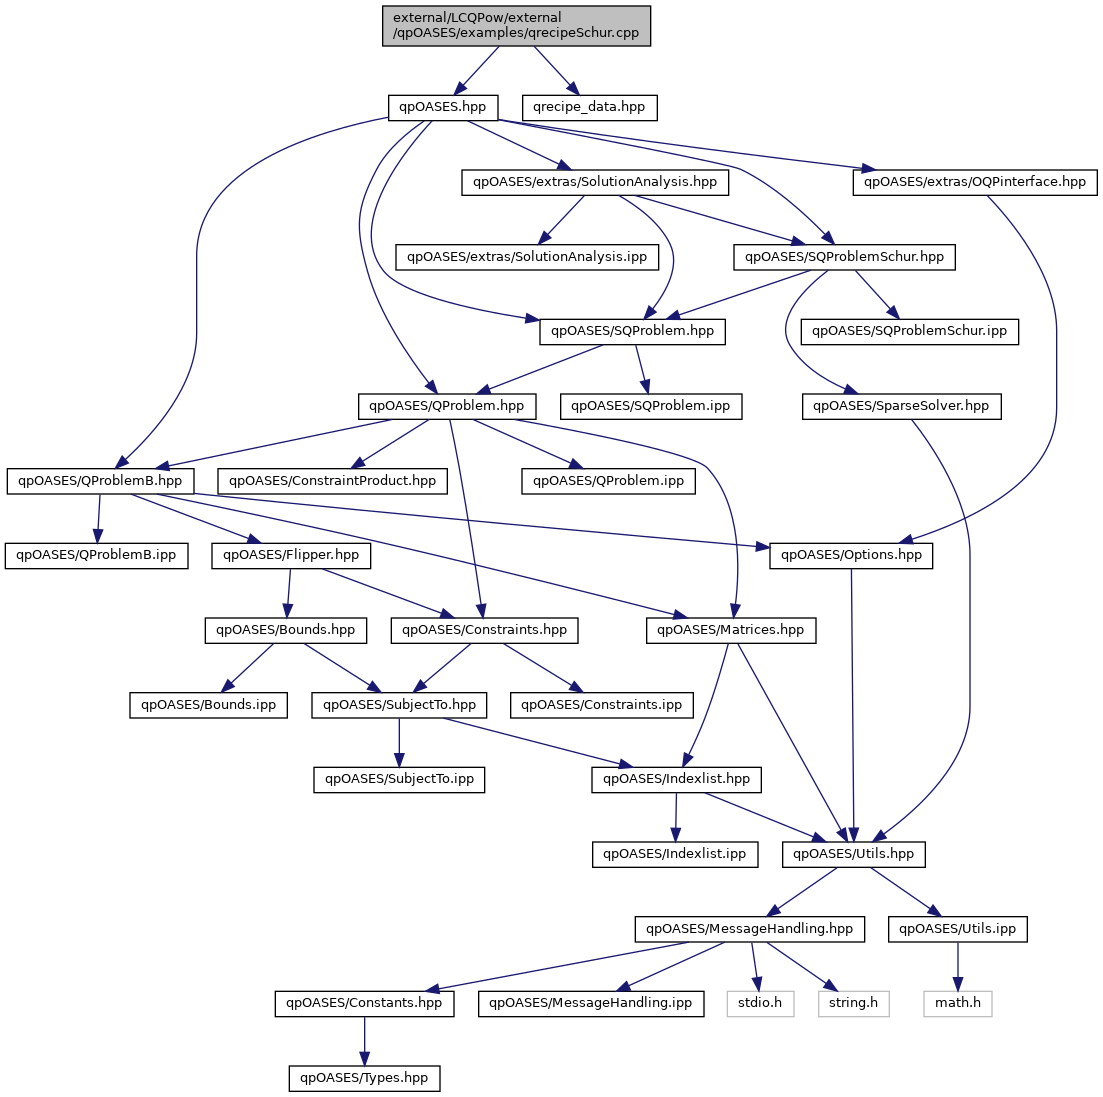 external/LCQPow/external
/qpOASES/examples/qrecipeSchur.cpp
qpOASES.hpp
qrecipe_data.hpp
qpOASES/extras/SolutionAnalysis.hpp
qpOASES/extras/OQPinterface.hpp
qpOASES/extras/SolutionAnalysis.ipp
qpOASES/SQProblemSchur.hpp
qpOASES/SQProblem.hpp
qpOASES/SQProblemSchur.ipp
qpOASES/QProblem.hpp
qpOASES/SQProblem.ipp
qpOASES/SparseSolver.hpp
qpOASES/QProblemB.hpp
qpOASES/ConstraintProduct.hpp
qpOASES/QProblem.ipp
qpOASES/QProblemB.ipp
qpOASES/Flipper.hpp
qpOASES/Options.hpp
qpOASES/Bounds.hpp
qpOASES/Constraints.hpp
qpOASES/Matrices.hpp
qpOASES/Bounds.ipp
qpOASES/SubjectTo.hpp
qpOASES/Constraints.ipp
qpOASES/SubjectTo.ipp
qpOASES/Indexlist.hpp
qpOASES/Indexlist.ipp
qpOASES/Utils.hpp
qpOASES/MessageHandling.hpp
qpOASES/Utils.ipp
qpOASES/Constants.hpp
qpOASES/MessageHandling.ipp
stdio.h
string.h
math.h
qpOASES/Types.hpp